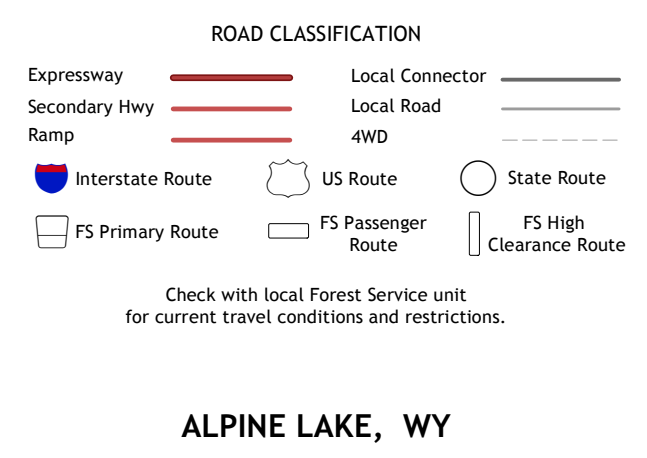 ROAD CLASSIFICATION
Expressway
Local Connector
Secondary Hwy
Local Road
Ramp
4WD
Interstate Route
US Route
State Route
FS Primary Route
FS Passenger
Route
FS High
Clearance Route
Check with local Forest Service unit
for current travel conditions and restrictions.
ALPINE LAKE, WY